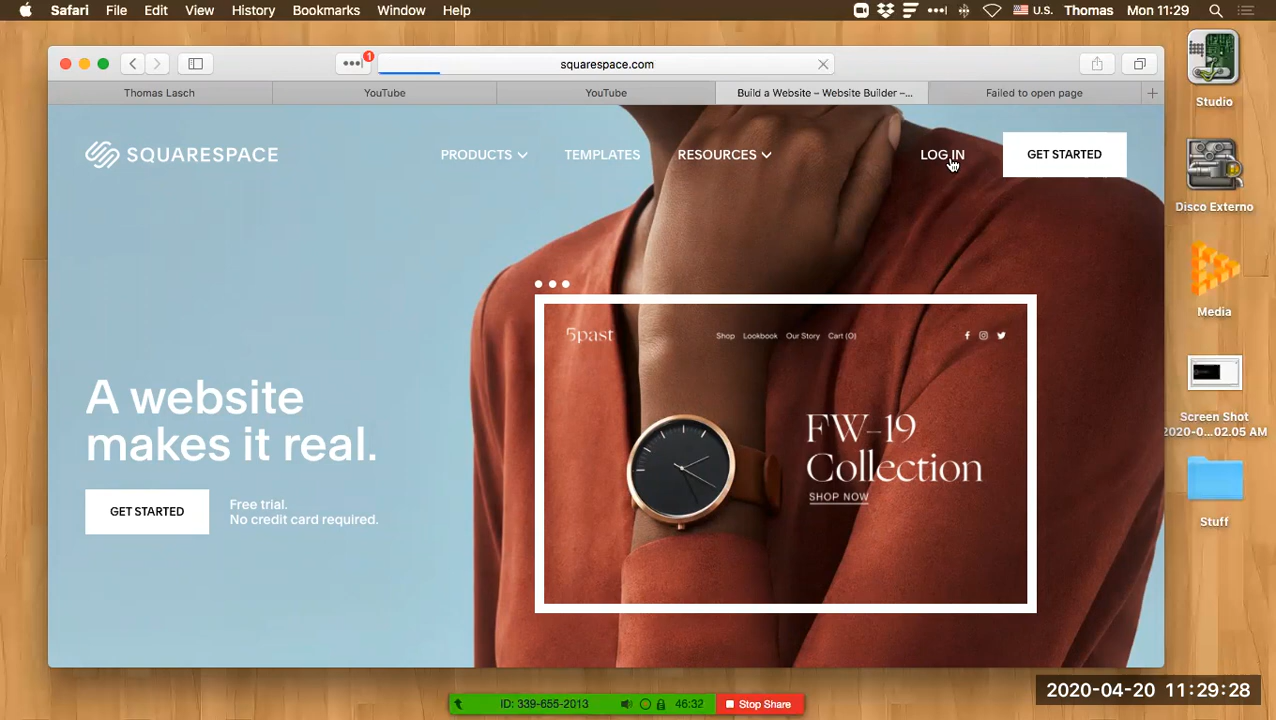 Safari File Edit View History Bookmarks Window Help
U.S. Thomas Mon 11:29
1
squarespace.com
Thomas Lasch
YouTube
YouTube
Build a Website – Website Builder –...
Failed to open page
SQUARESPACE
PRODUCTS
TEMPLATES
RESOURCES
LOG IN
GET STARTED
5past
Shop Lookbook Our Story Cart (0)
A website
makes it real.
FW–19
Collection
SHOP NOW
GET STARTED
Free trial.
No credit card required.
Studio
Disco Externo
Media
Screen Shot
2020-0...02.05 AM
Stuff
ID: 339-655-2013
46:32
Stop Share
2020-04-20 11:29:28